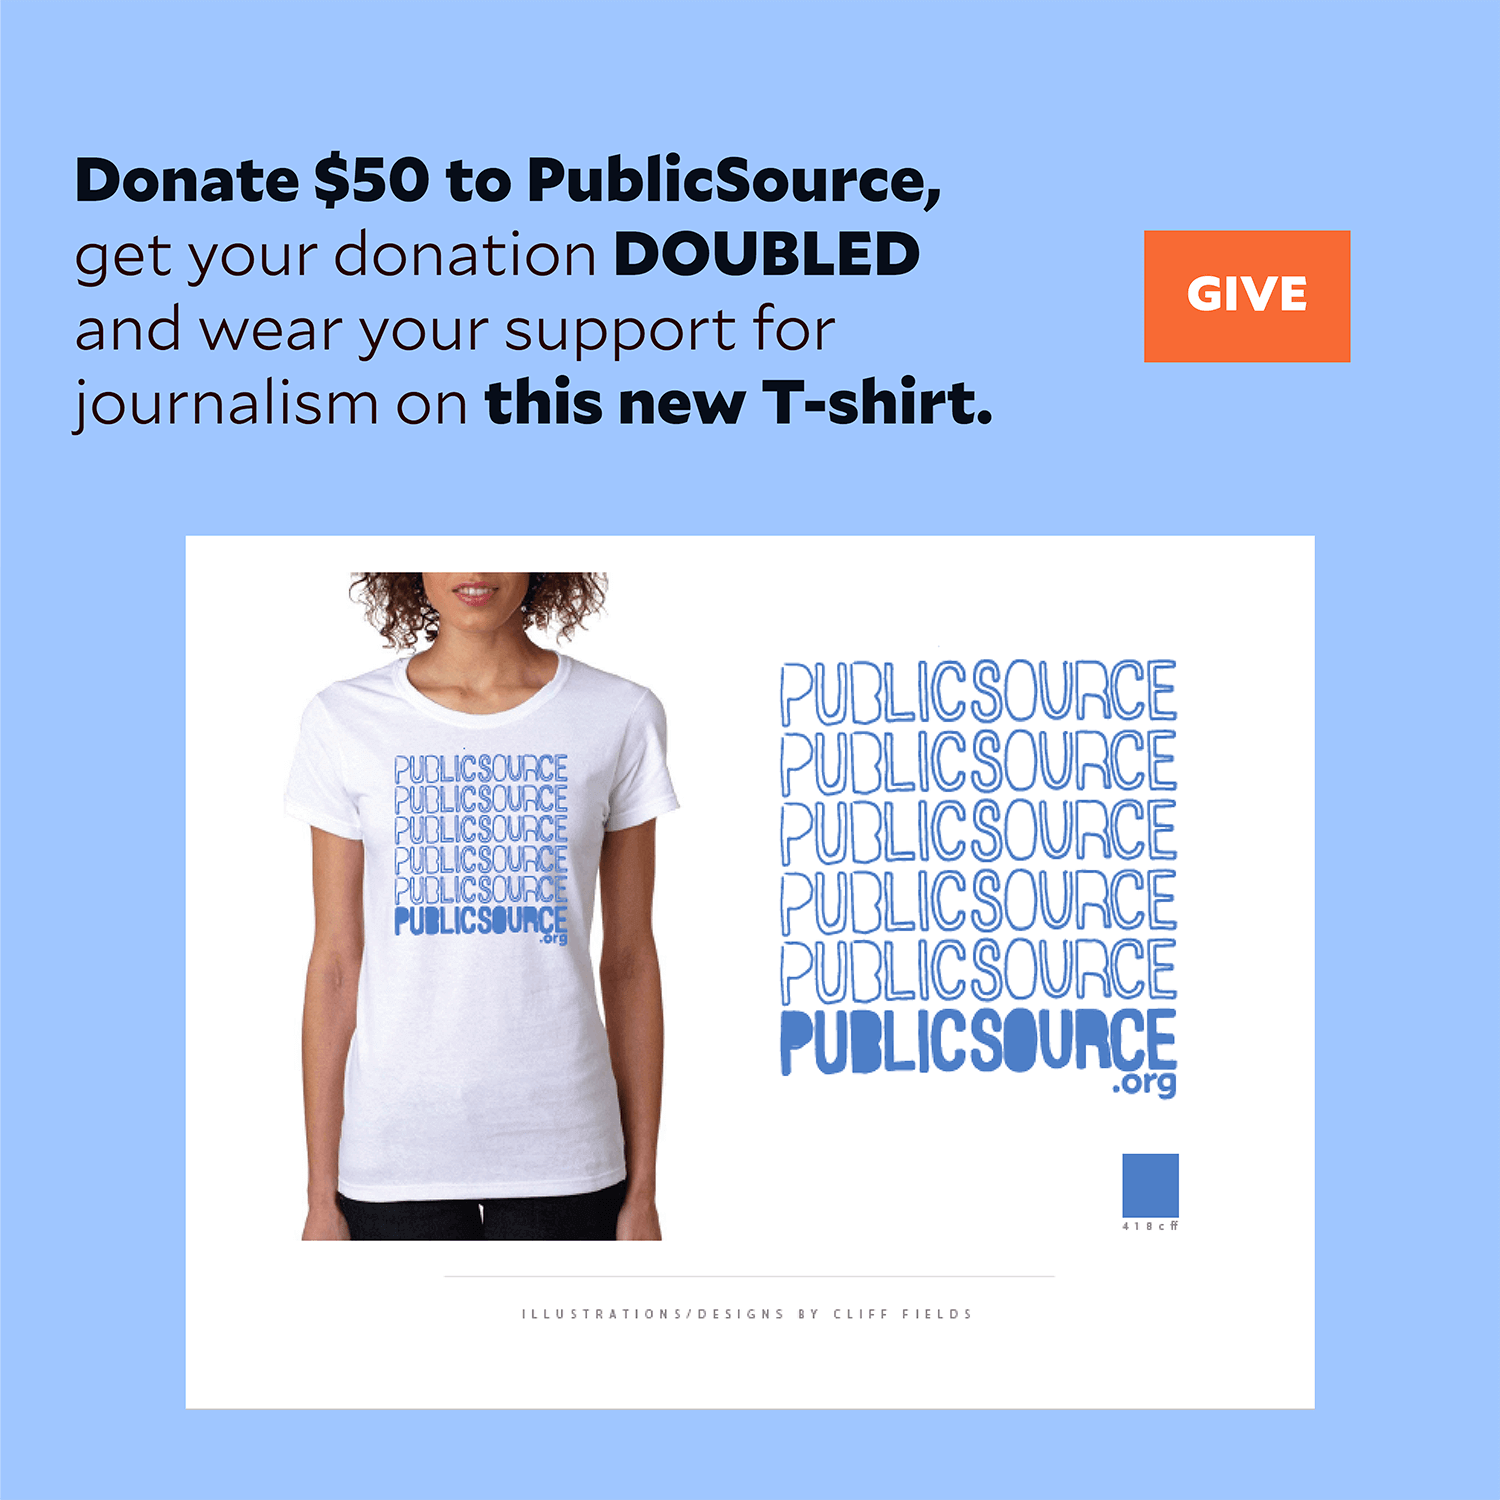 Donate $50 to PublicSource,
get your donation DOUBLED
and wear your support for
journalism on this new T-shirt.
GIVE
PUBLICSOURCE
PUBLICSOURCE
PUBLICSOURCE
PUBLICSOURCE
PUBLICSOURCE
PUBLICSOURCE
.org
PUBLICSOURCE
PUBLICSOURCE
PUBLICSOURCE
PUBLICSOURCE
PUBLICSOURCE
PUBLICSOURCE
.org
418cff
ILLUSTRATIONS/DESIGNS BY CLIFF FIELDS